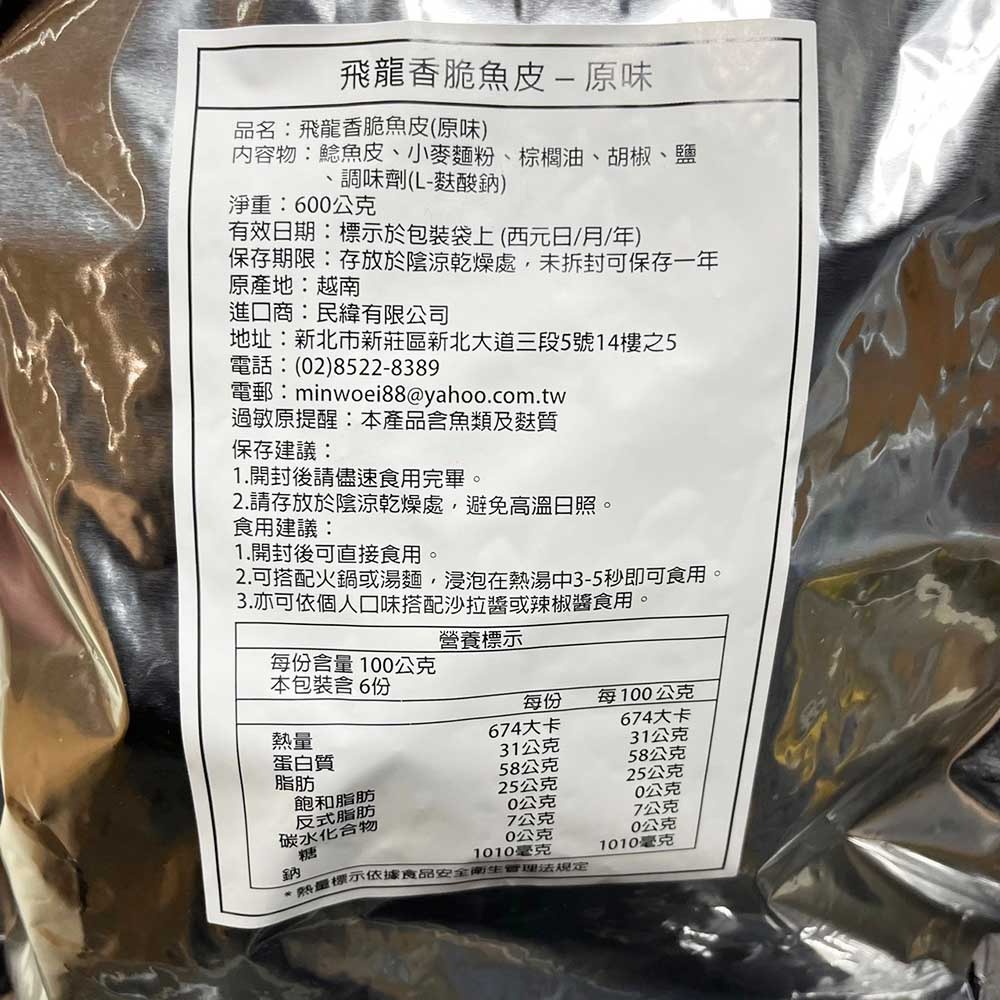 飛龍香脆魚皮 – 原味
品名：飛龍香脆魚皮(原味)
內容物：鯰魚皮、小麥麵粉、棕櫚油、胡椒、鹽
、調味劑(L-麩酸鈉)
淨重：600公克
有效日期：標示於包裝袋上 (西元日/月/年)
保存期限：存放於陰涼乾燥處，未拆封可保存一年
原產地：越南
進口商：民緯有限公司
地址：新北市新莊區新北大道三段5號14樓之5
電話：(02)8522-8389
電郵：minwoei88@yahoo.com.tw
過敏原提醒：本產品含魚類及麩質
保存建議：
1.開封後請儘速食用完畢。
2.請存放於陰涼乾燥處，避免高溫日照。
食用建議：
1.開封後可直接食用。
2.可搭配火鍋或湯麵，浸泡在熱湯中3-5秒即可食用。
3.亦可依個人口味搭配沙拉醬或辣椒醬食用。
營養標示
每份含量 100公克
本包裝含 6份
每份 每100公克
熱量 674大卡 674大卡
蛋白質 31公克 31公克
脂肪 58公克 58公克
飽和脂肪 25公克 25公克
反式脂肪 0公克 0公克
碳水化合物 7公克 7公克
糖 0公克 0公克
鈉 1010毫克 1010毫克
* 熱量標示依據食品安全衛生管理法規定